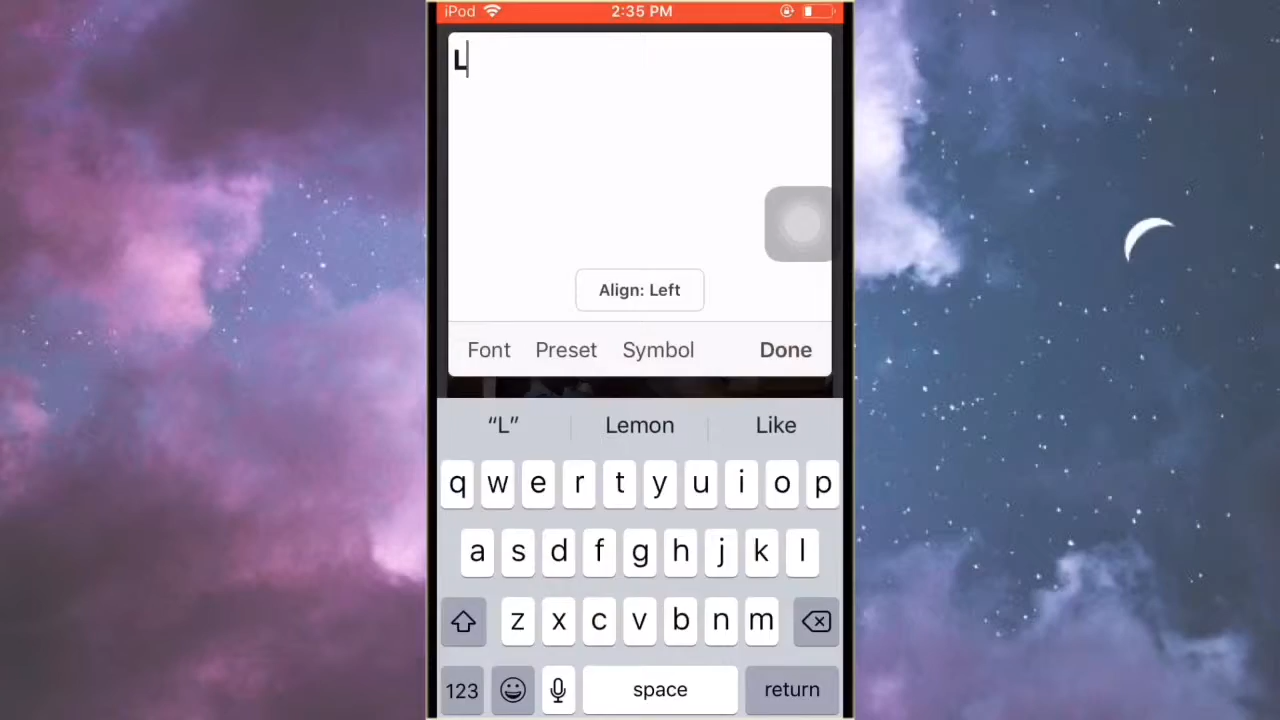 iPod 2:35 PM
L
Align: Left
Font Preset Symbol Done
“L” Lemon Like
q w e r t y u i o p
a s d f g h j k l
z x c v b n m
123 space return